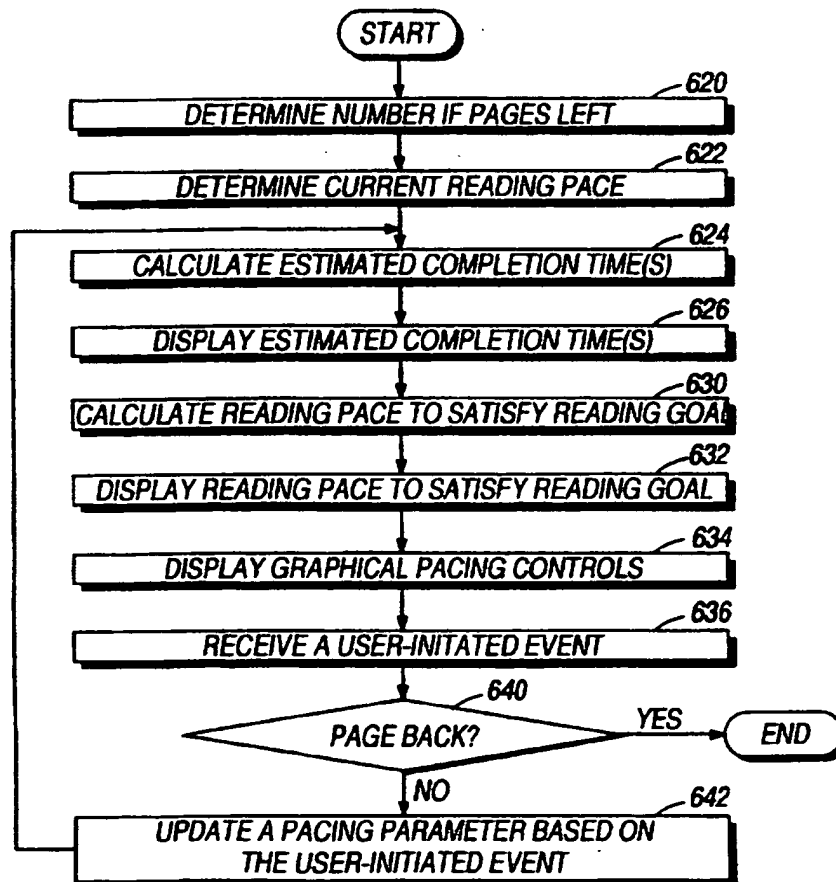 START
620
DETERMINE NUMBER IF PAGES LEFT
622
DETERMINE CURRENT READING PACE
624
CALCULATE ESTIMATED COMPLETION TIME(S)
626
DISPLAY ESTIMATED COMPLETION TIME(S)
630
CALCULATE READING PACE TO SATISFY READING GOAL
632
DISPLAY READING PACE TO SATISFY READING GOAL
634
DISPLAY GRAPHICAL PACING CONTROLS
636
RECEIVE A USER-INITATED EVENT
640
PAGE BACK?
YES
END
NO
642
UPDATE A PACING PARAMETER BASED ON
THE USER-INITIATED EVENT